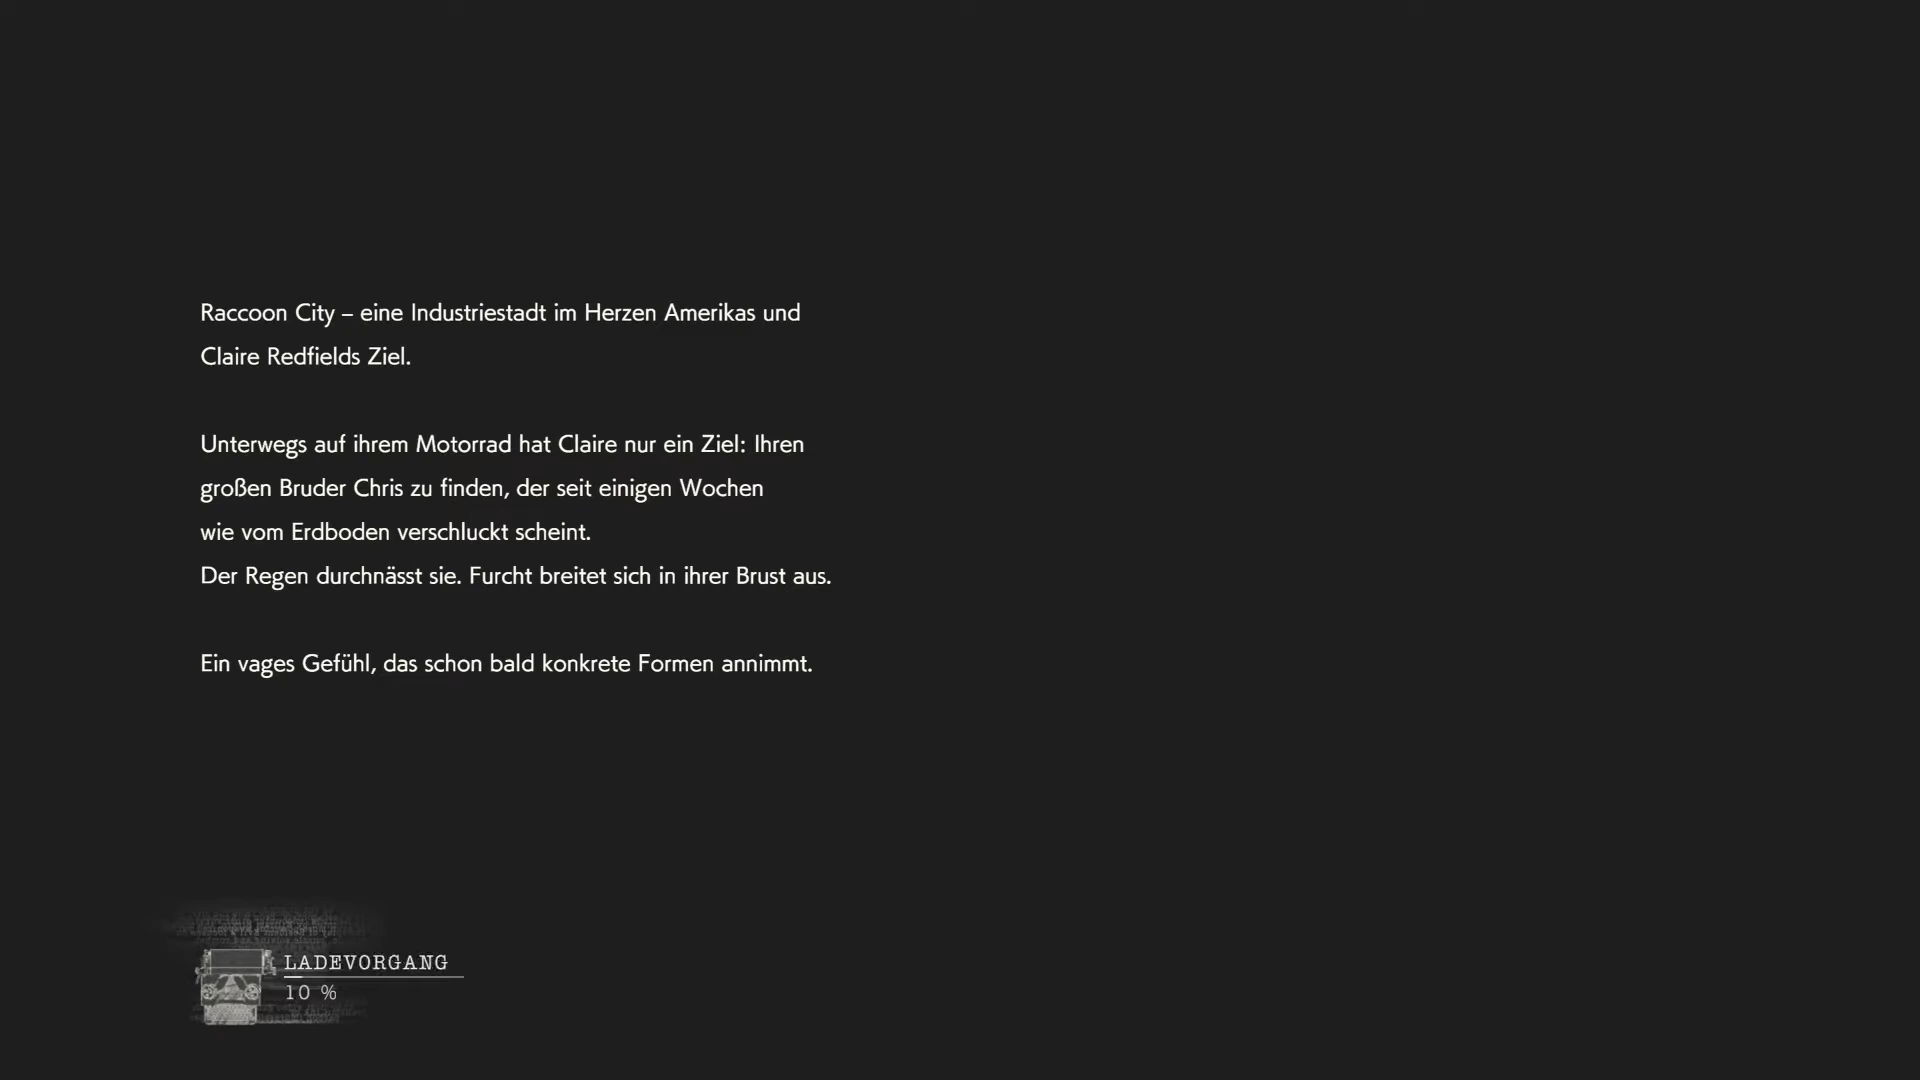 Raccoon City – eine Industriestadt im Herzen Amerikas und
Claire Redfields Ziel.
Unterwegs auf ihrem Motorrad hat Claire nur ein Ziel: Ihren
großen Bruder Chris zu finden, der seit einigen Wochen
wie vom Erdboden verschluckt scheint.
Der Regen durchnässt sie. Furcht breitet sich in ihrer Brust aus.
Ein vages Gefühl, das schon bald konkrete Formen annimmt.
LADEVORGANG
10 %